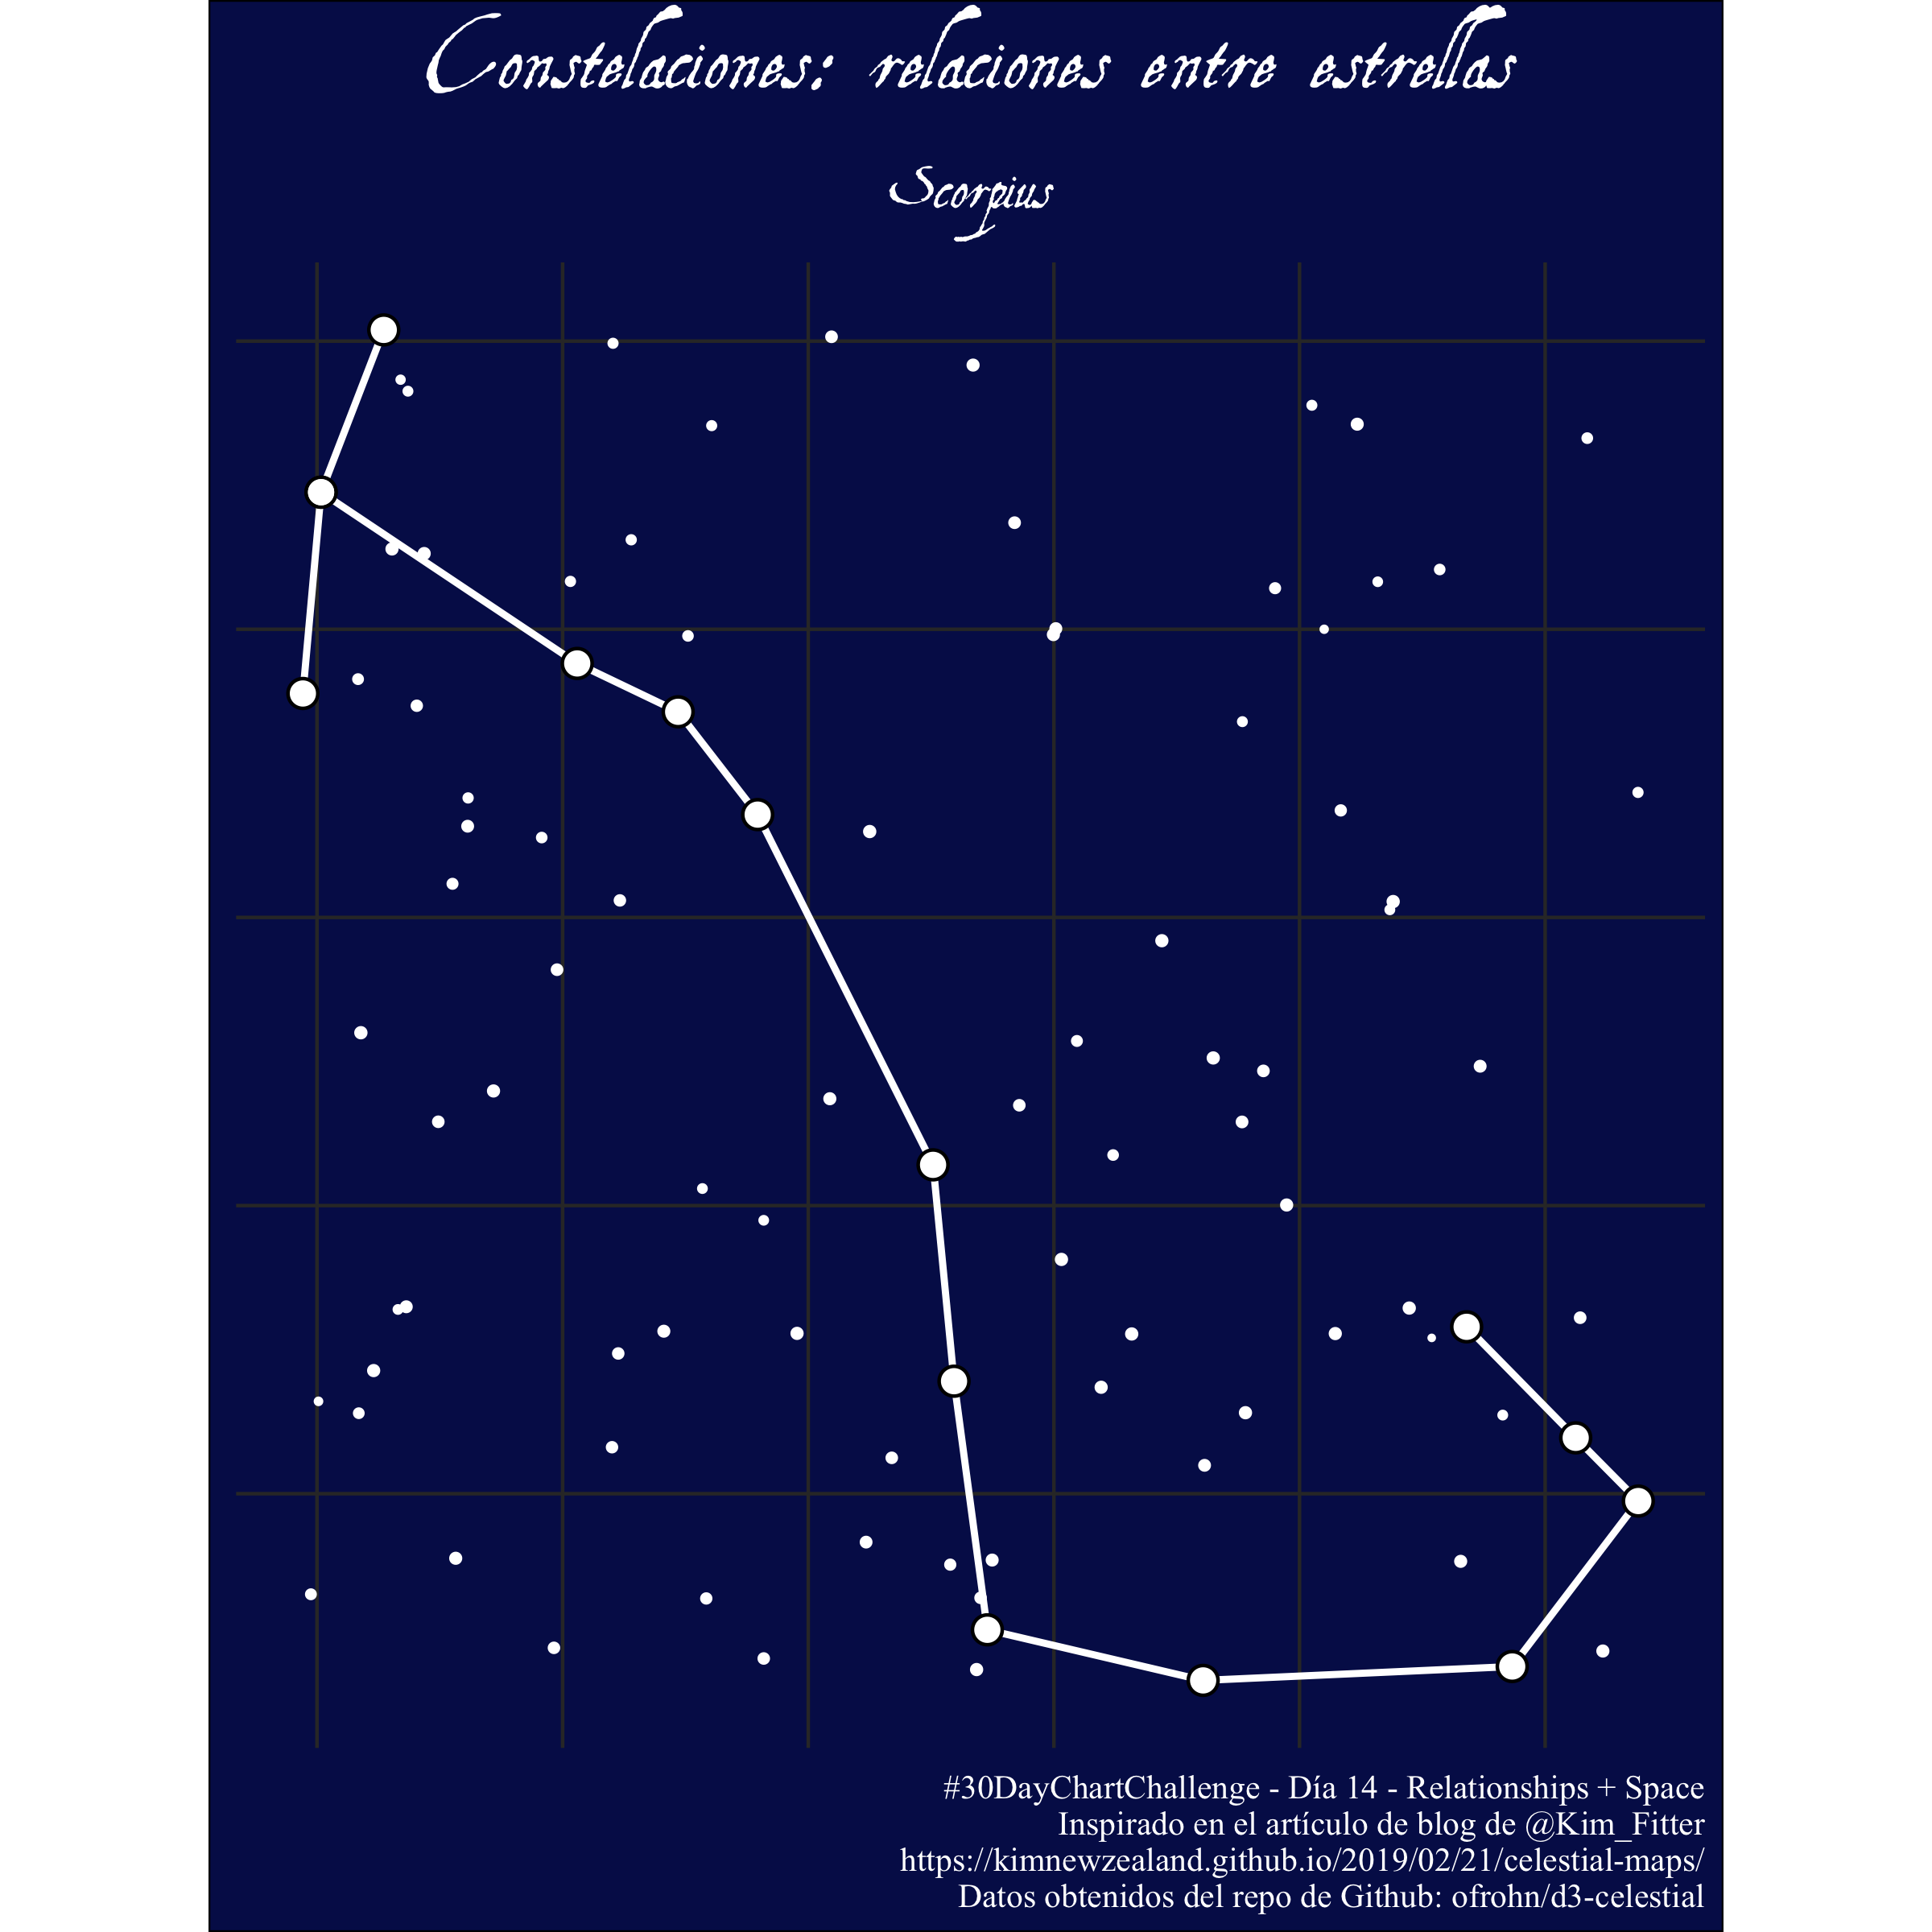 Constelaciones: relaciones entre estrellas
Scorpius
#30DayChartChallenge - Día 14 - Relationships + Space
Inspirado en el artículo de blog de @Kim_Fitter
https://kimnewzealand.github.io/2019/02/21/celestial-maps/
Datos obtenidos del repo de Github: ofrohn/d3-celestial